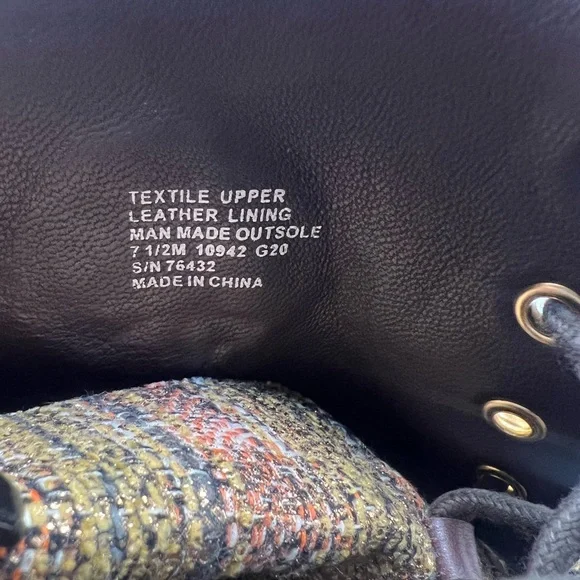 TEXTILE UPPER
LEATHER LINING
MAN MADE OUTSOLE
7 1/2M 10942 G20
S/N 76432
MADE IN CHINA